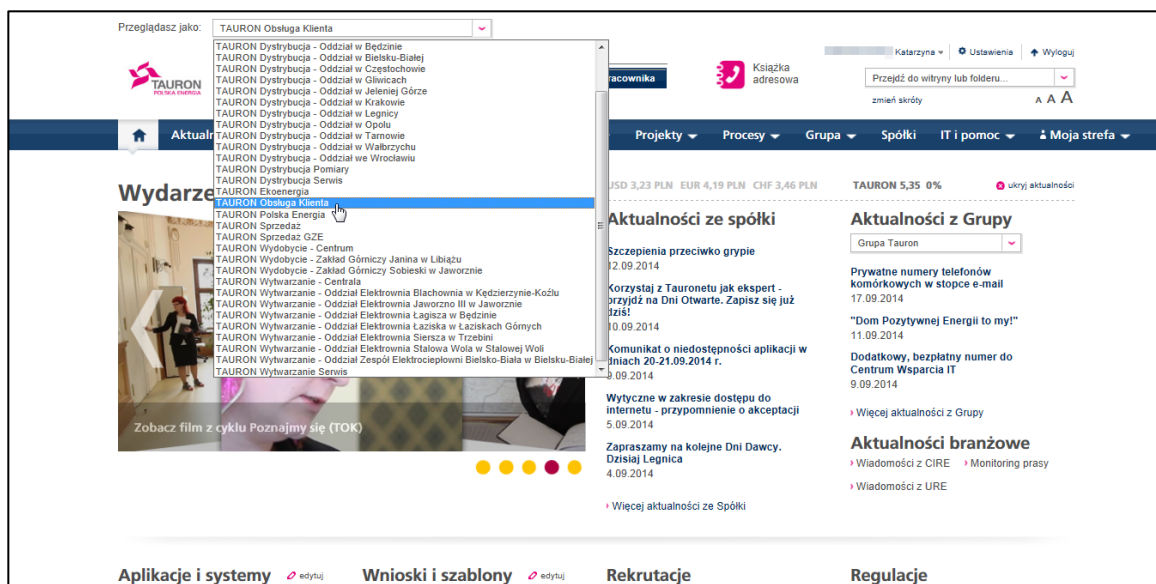 Przeglądasz jako: TAURON Obsługa Klienta
TAURON Dystrybucja - Oddział w Będzinie
TAURON Dystrybucja - Oddział w Bielsku-Białej
TAURON Dystrybucja - Oddział w Częstochowie
TAURON Dystrybucja - Oddział w Gliwicach
TAURON Dystrybucja - Oddział w Jeleniej Górze
TAURON Dystrybucja - Oddział w Krakowie
TAURON Dystrybucja - Oddział w Legnicy
TAURON Dystrybucja - Oddział w Opolu
TAURON Dystrybucja - Oddział w Tarnowie
TAURON Dystrybucja - Oddział w Wałbrzychu
TAURON Dystrybucja - Oddział we Wrocławiu
TAURON Dystrybucja Pomiary
TAURON Dystrybucja Serwis
TAURON Ekoenergia
TAURON Obsługa Klienta
TAURON Polska Energia
TAURON Sprzedaż
TAURON Sprzedaż GZE
TAURON Wydobycie - Centrum
TAURON Wydobycie - Zakład Górniczy Janina w Libiążu
TAURON Wydobycie - Zakład Górniczy Sobieski w Jaworznie
TAURON Wytwarzanie - Centrala
TAURON Wytwarzanie - Oddział Elektrownia Blachownia w Kędzierzynie-Koźlu
TAURON Wytwarzanie - Oddział Elektrownia Jaworzno III w Jaworznie
TAURON Wytwarzanie - Oddział Elektrownia Łagisza w Będzinie
TAURON Wytwarzanie - Oddział Elektrownia Łaziska w Łaziskach Górnych
TAURON Wytwarzanie - Oddział Elektrownia Siersza w Trzebini
TAURON Wytwarzanie - Oddział Elektrownia Stalowa Wola w Stalowej Woli
TAURON Wytwarzanie - Oddział Zespół Elektrociepłowni Bielsko-Biała w Bielsku-Białej
TAURON Wytwarzanie Serwis
TAURON
POLSKA ENERGIA
racownika
Książka
adresowa
Katarzyna Ustawienia Wyloguj
Przejdź do witryny lub folderu...
zmień skróty A A A
Aktualn Projekty Procesy Grupa Spółki IT i pomoc Moja strefa
Wydarze
Zobacz film z cyklu Poznajmy się (TOK)
USD 3,23 PLN EUR 4,19 PLN CHF 3,46 PLN TAURON 5,35 0% ukryj aktualności
Aktualności ze spółki
Szczepienia przeciwko grypie
12.09.2014
Korzystaj z Tauronetu jak ekspert -
przyjdź na Dni Otwarte. Zapisz się już
dziś!
10.09.2014
Komunikat o niedostępności aplikacji w
dniach 20-21.09.2014 r.
9.09.2014
Wytyczne w zakresie dostępu do
internetu - przypomnienie o akceptacji
5.09.2014
Zapraszamy na kolejne Dni Dawcy.
Dzisiaj Legnica
4.09.2014
Więcej aktualności ze Spółki
Aktualności z Grupy
Grupa Tauron
Prywatne numery telefonów
komórkowych w stopce e-mail
17.09.2014
"Dom Pozytywnej Energii to my!"
11.09.2014
Dodatkowy, bezpłatny numer do
Centrum Wsparcia IT
9.09.2014
Więcej aktualności z Grupy
Aktualności branżowe
Wiadomości z CIRE Monitoring prasy
Wiadomości z URE
Aplikacje i systemy edytuj Wnioski i szablony edytuj Rekrutacje Regulacje